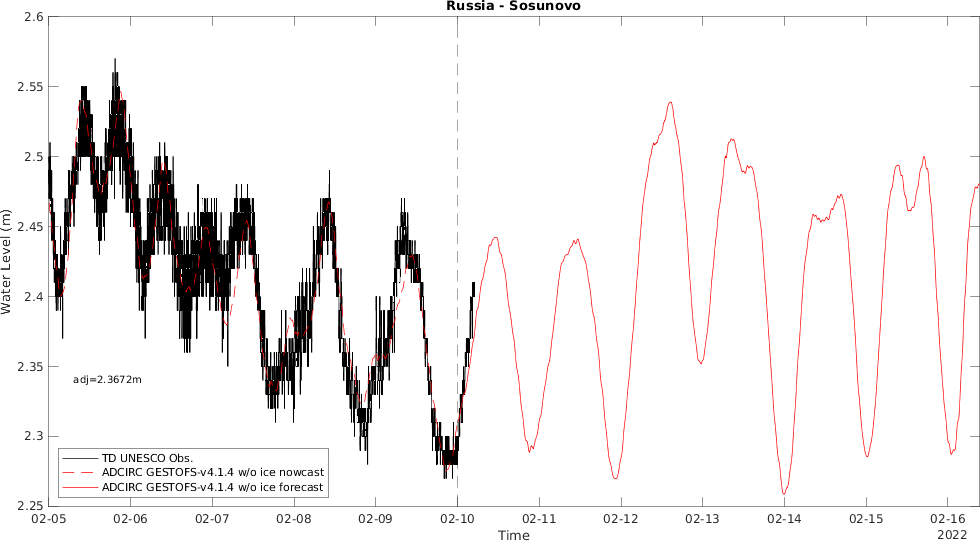 Russia - Sosunovo
2.6
2.55
2.5
2.45
2.4
2.35
2.3
2.25
Water Level (m)
adj=2.3672m
TD UNESCO Obs.
ADCIRC GESTOFS-v4.1.4 w/o ice nowcast
ADCIRC GESTOFS-v4.1.4 w/o ice forecast
02-05 02-06 02-07 02-08 02-09 02-10 02-11 02-12 02-13 02-14 02-15 02-16
Time
2022